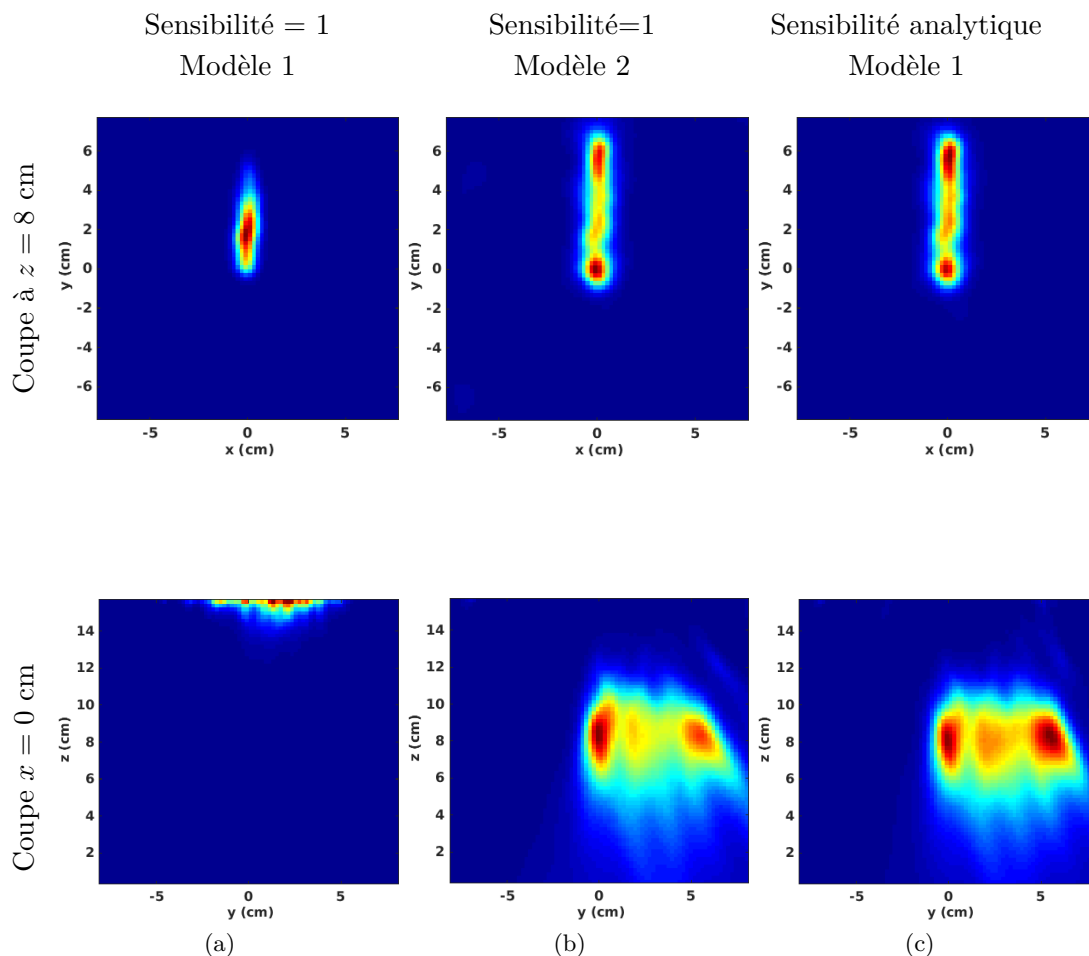 Sensibilité = 1
Modèle 1
Sensibilité=1
Modèle 2
Sensibilité analytique
Modèle 1
Coupe à z = 8 cm
6
4
2
0
-2
-4
-6
y (cm)
-5 0 5
x (cm)
6
4
2
0
-2
-4
-6
y (cm)
-5 0 5
x (cm)
6
4
2
0
-2
-4
-6
y (cm)
-5 0 5
x (cm)
Coupe x = 0 cm
14
12
10
8
6
4
2
z (cm)
-5 0 5
y (cm)
(a)
14
12
10
8
6
4
2
z (cm)
-5 0 5
y (cm)
(b)
14
12
10
8
6
4
2
z (cm)
-5 0 5
y (cm)
(c)